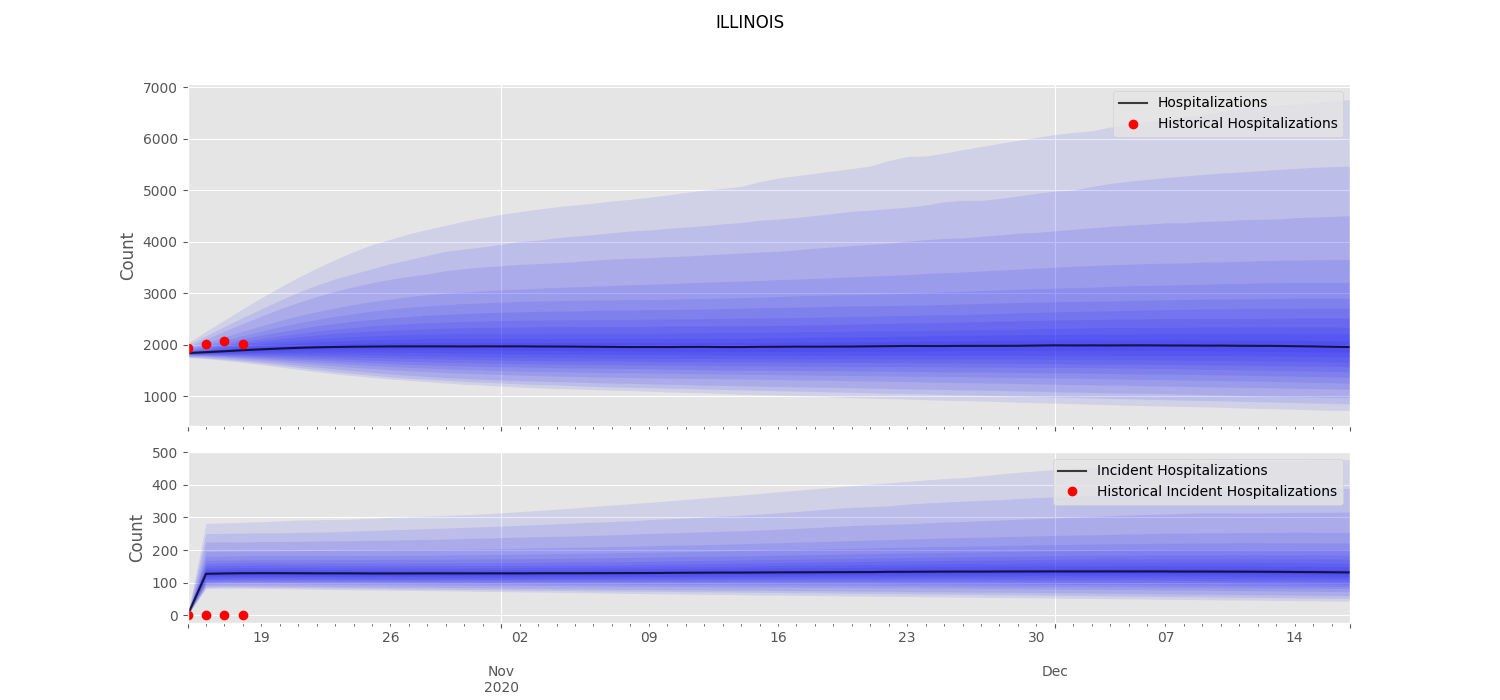 ILLINOIS
7000
6000
5000
4000
3000
2000
1000
Count
Hospitalizations
Historical Hospitalizations
500
400
300
200
100
0
Count
Incident Hospitalizations
Historical Incident Hospitalizations
19 26 02 09 16 23 30 07 14
Nov Dec
2020